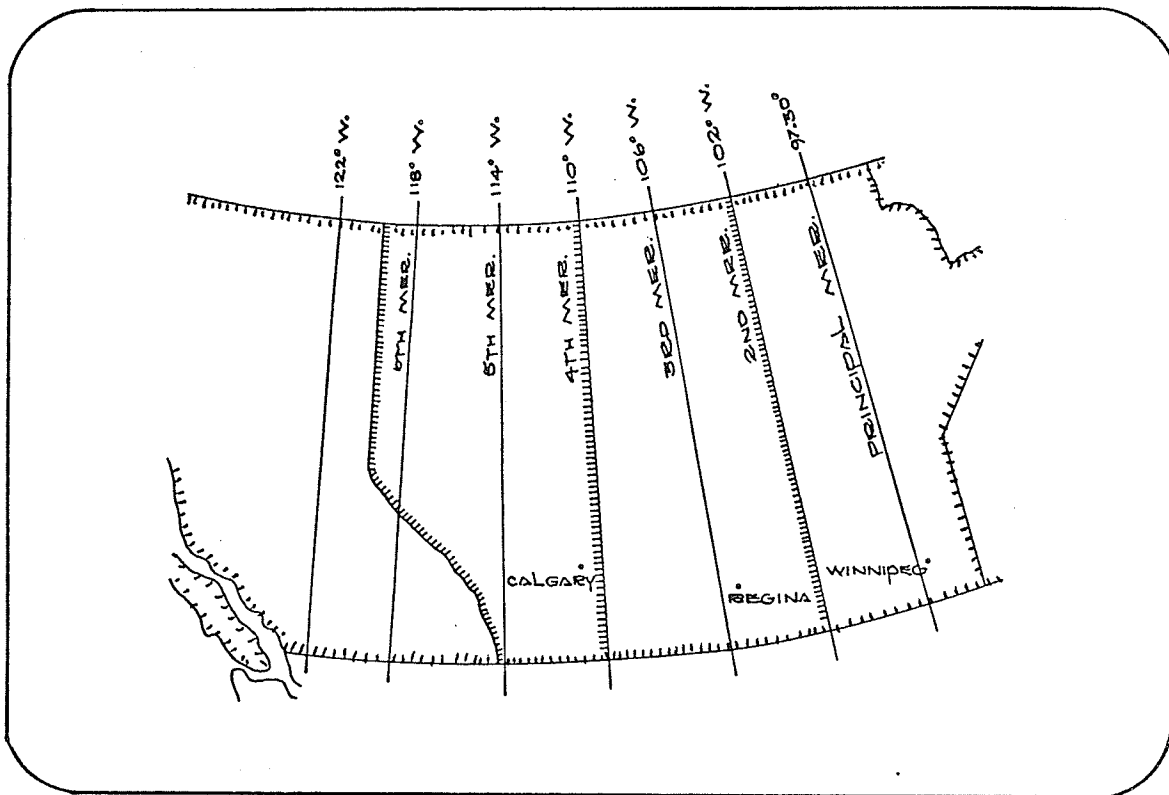 122° W.
118° W.
114° W.
110° W.
106° W.
102° W.
97.30°
6TH MER.
5TH MER.
4TH MER.
3RD MER.
2ND MER.
PRINCIPAL MER.
CALGARY
REGINA
WINNIPEG